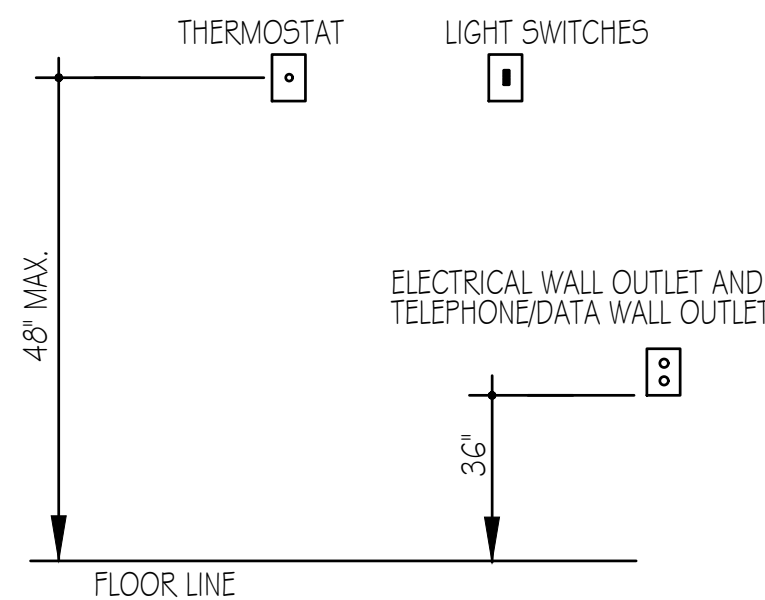 THERMOSTAT
LIGHT SWITCHES
48" MAX.
ELECTRICAL WALL OUTLET AND
TELEPHONE/DATA WALL OUTLET
36"
FLOOR LINE